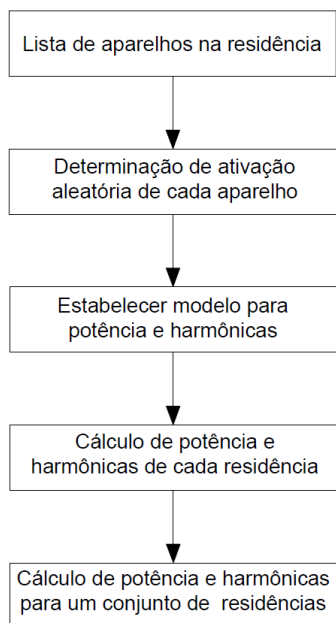 Lista de aparelhos na residência
Determinação de ativação
aleatória de cada aparelho
Estabelecer modelo para
potência e harmônicas
Cálculo de potência e
harmônicas de cada residência
Cálculo de potência e harmônicas
para um conjunto de residências